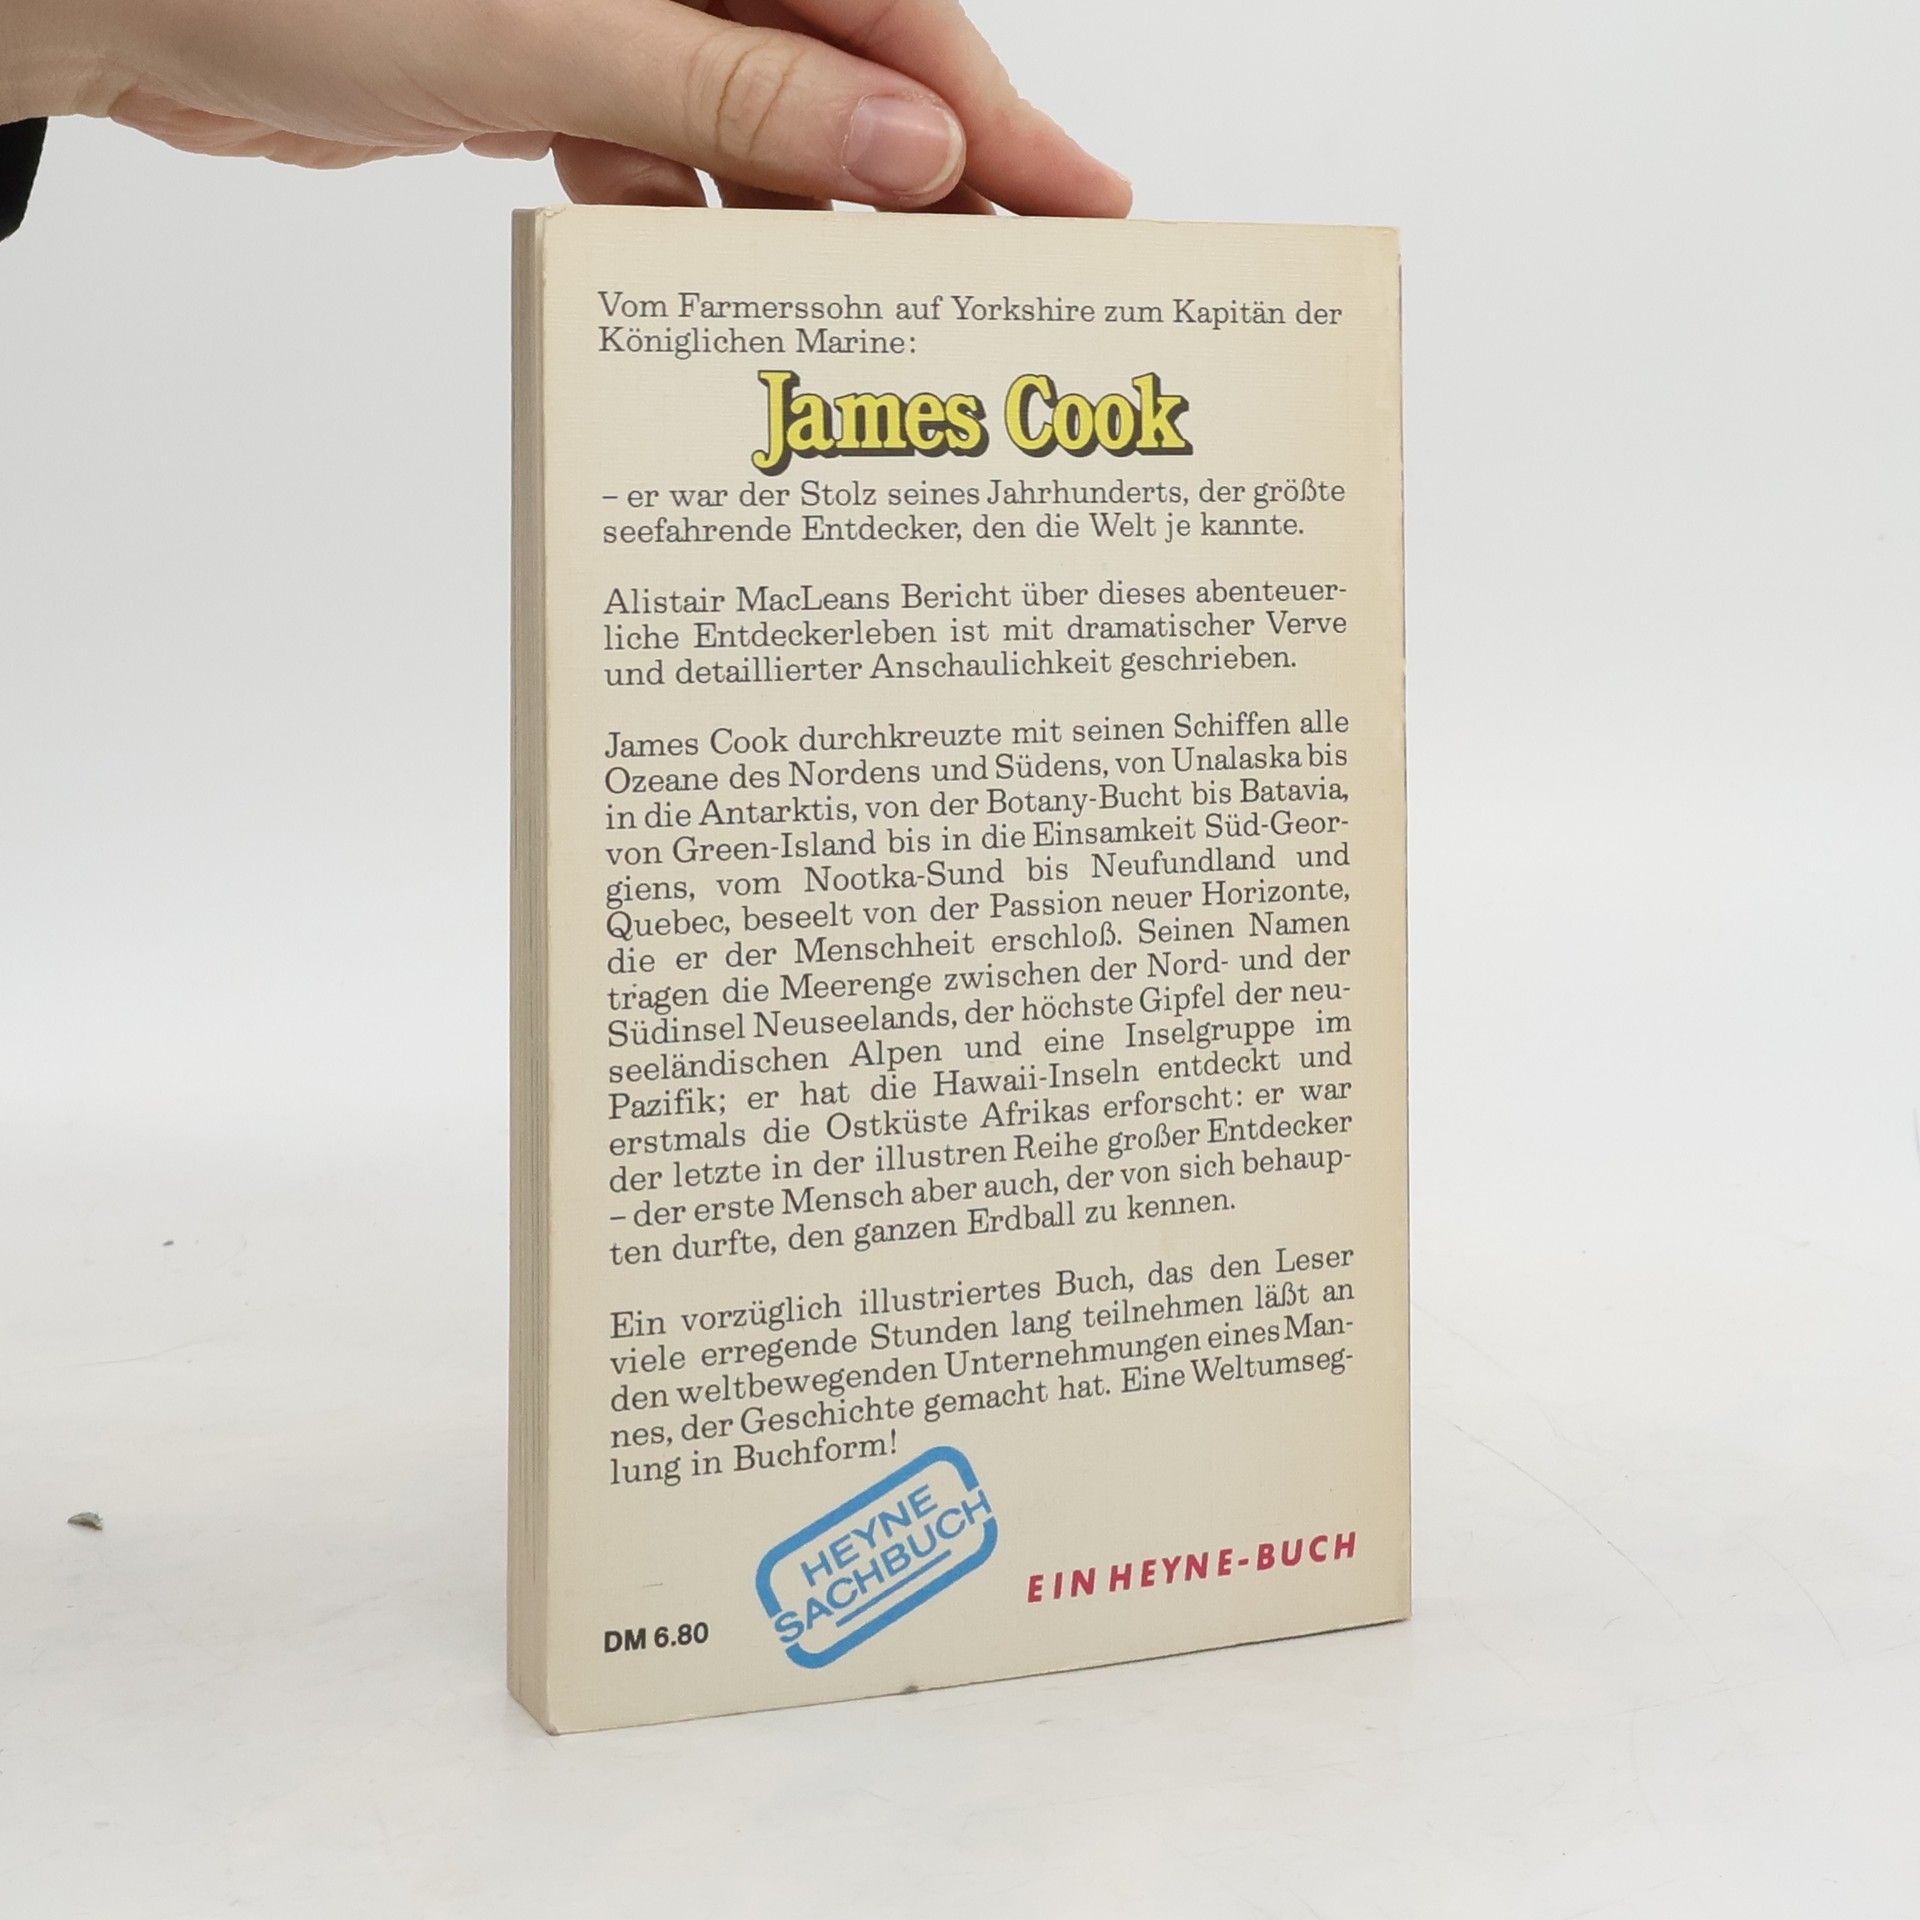 Vom Farmerssohn auf Yorkshire zum Kapitän der
Königlichen Marine:
James Cook
– er war der Stolz seines Jahrhunderts, der größte
seefahrende Entdecker, den die Welt je kannte.
Alistair MacLeans Bericht über dieses abenteuer-
liche Entdeckerleben ist mit dramatischer Verve
und detaillierter Anschaulichkeit geschrieben.
James Cook durchkreuzte mit seinen Schiffen alle
Ozeane des Nordens und Südens, von Unalaska bis
in die Antarktis, von der Botany-Bucht bis Batavia,
von Green-Island bis in die Einsamkeit Süd-Geor-
giens, vom Nootka-Sund bis Neufundland und
Quebec, beseelt von der Passion neuer Horizonte,
die er der Menschheit erschloß. Seinen Namen
tragen die Meerenge zwischen der Nord- und der
Südinsel Neuseelands, der höchste Gipfel der neu-
seeländischen Alpen und eine Inselgruppe im
Pazifik; er hat die Hawaii-Inseln entdeckt und
erstmals die Ostküste Afrikas erforscht: er war
der letzte in der illustren Reihe großer Entdecker
– der erste Mensch aber auch, der von sich behaup-
ten durfte, den ganzen Erdball zu kennen.
Ein vorzüglich illustriertes Buch, das den Leser
viele erregende Stunden lang teilnehmen läßt an
den weltbewegenden Unternehmungen eines Man-
nes, der Geschichte gemacht hat. Eine Weltumseg-
lung in Buchform!
HEYNE
SACHBUCH
EIN HEYNE-BUCH
DM 6.80